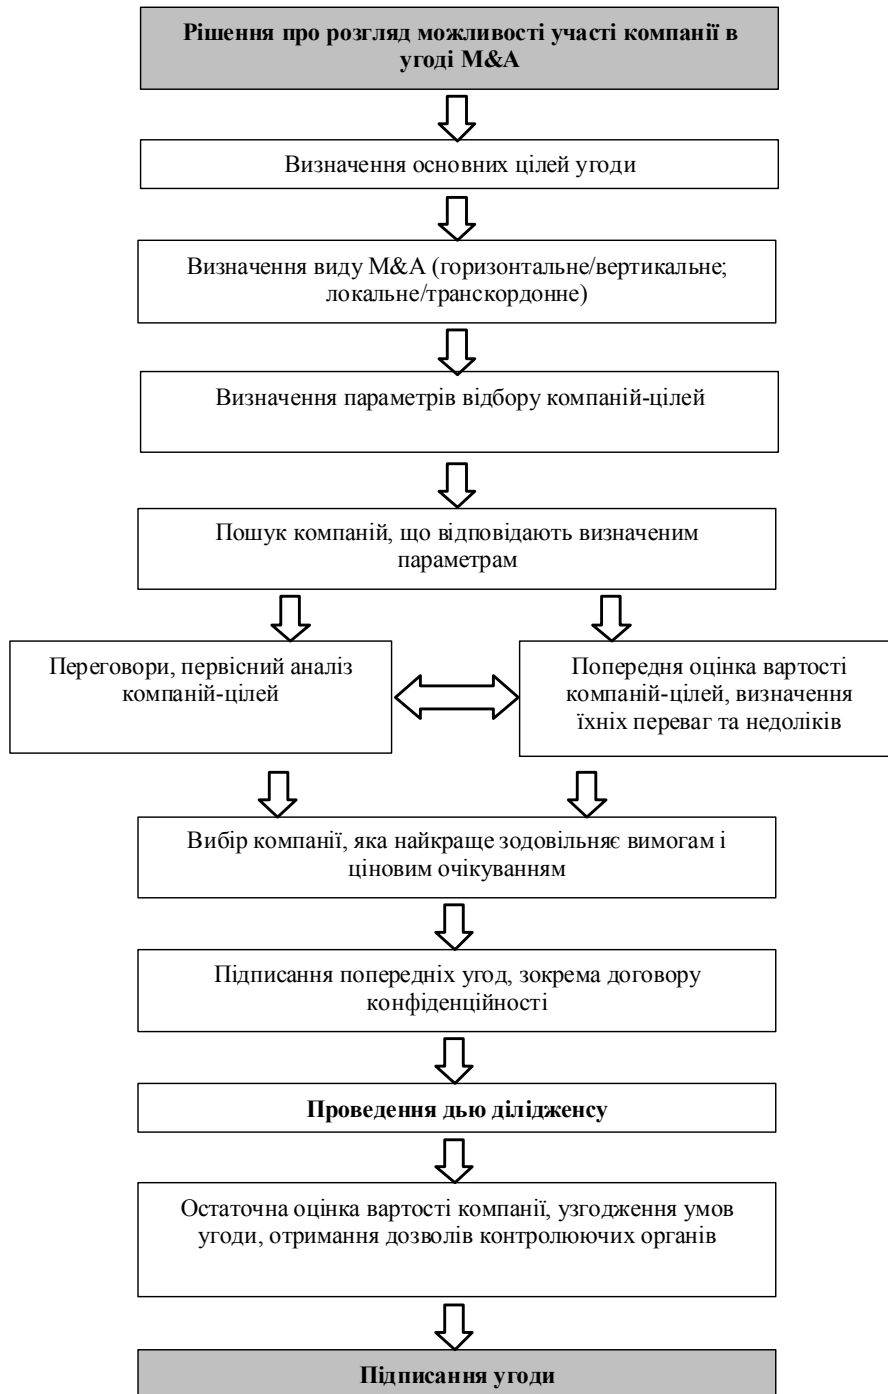 Рішення про розгляд можливості участі компанії в
угоді M&A
Визначення основних цілей угоди
Визначення виду M&A (горизонтальне/вертикальне;
локальне/транскордонне)
Визначення параметрів відбору компаній-цілей
Пошук компаній, що відповідають визначеним
параметрам
Переговори, первісний аналіз
компаній-цілей
Попередня оцінка вартості
компаній-цілей, визначення
їхніх переваг та недоліків
Вибір компанії, яка найкраще зодовільняє вимогам і
ціновим очікуванням
Підписання попередніх угод, зокрема договору
конфіденційності
Проведення дью ділідженсу
Остаточна оцінка вартості компанії, узгодження умов
угоди, отримання дозволів контролюючих органів
Підписання угоди